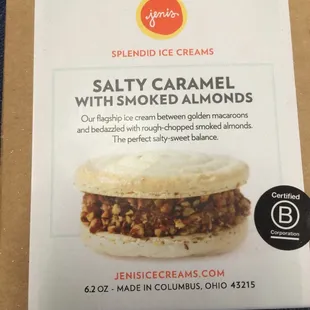 jenis
SPLENDID ICE CREAMS
SALTY CARAMEL
WITH SMOKED ALMONDS
Our flagship ice cream between golden macaroons
and bedazzled with rough-chopped smoked almonds.
The perfect salty-sweet balance.
Certified
B
Corporation
JENISICECREAMS.COM
6.2 OZ - MADE IN COLUMBUS, OHIO 43215